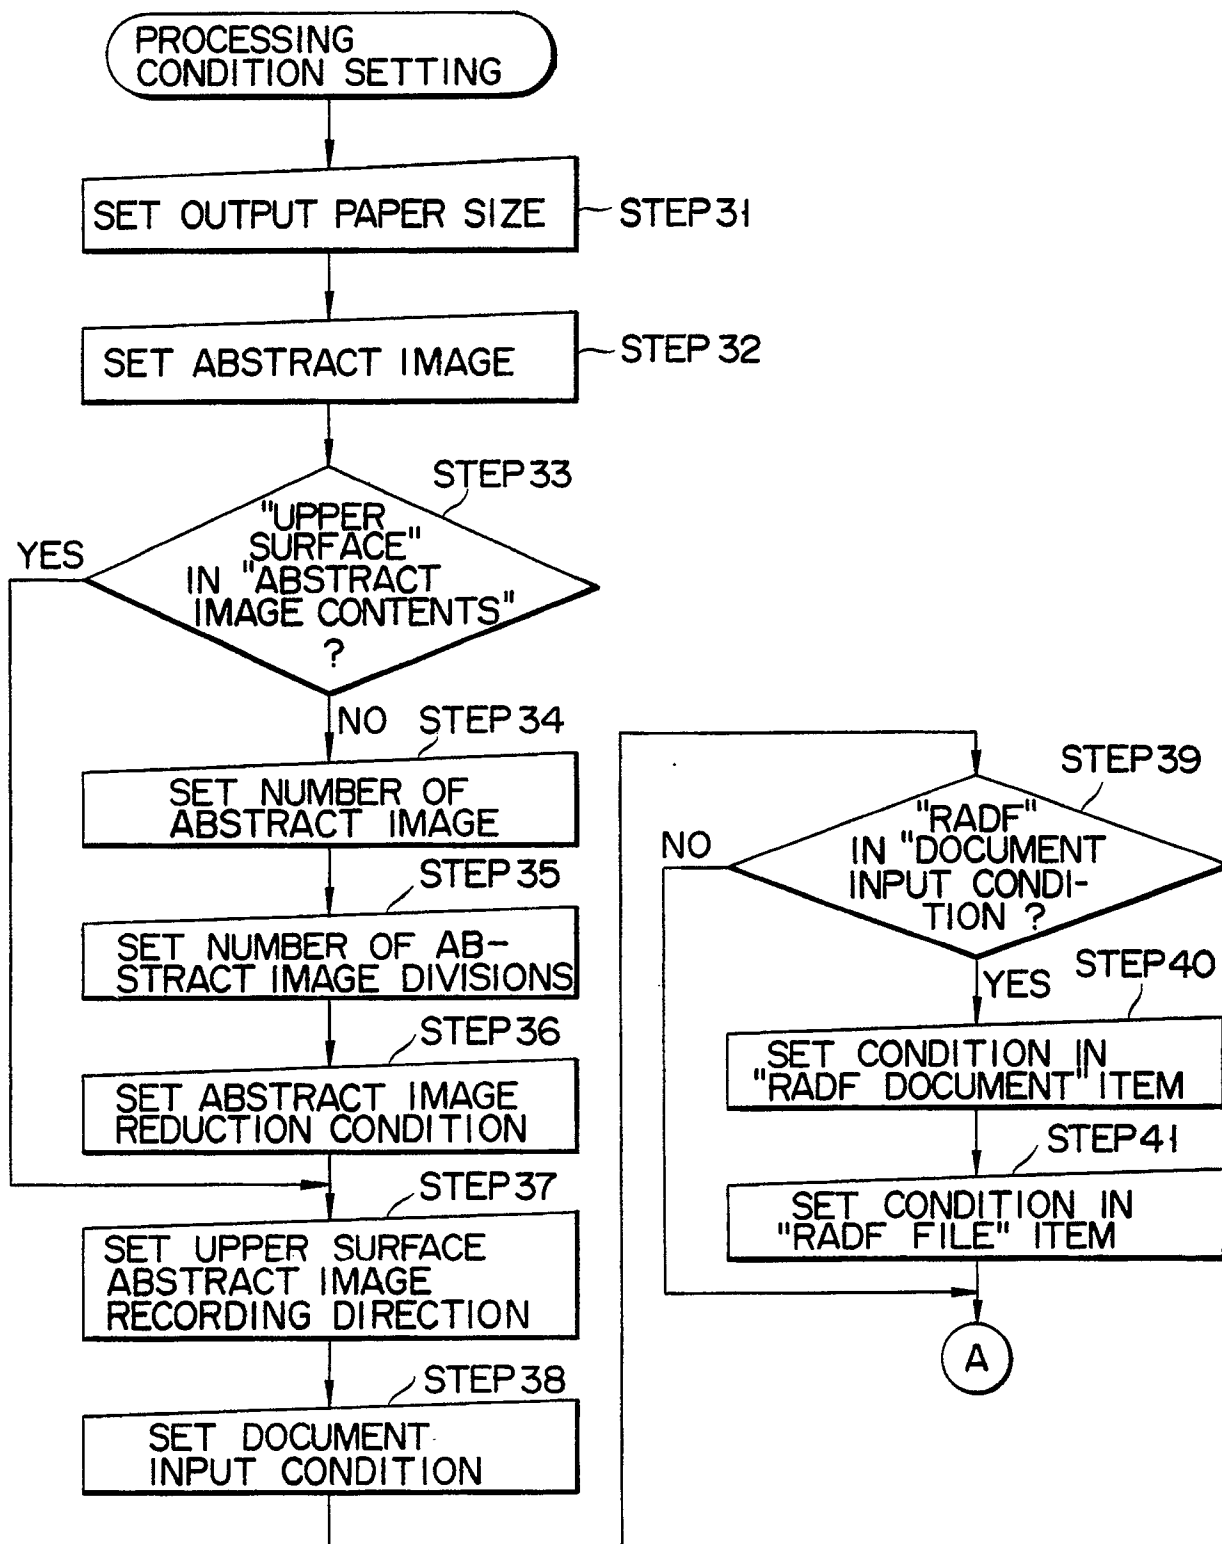 PROCESSING
CONDITION SETTING
SET OUTPUT PAPER SIZE
STEP 31
SET ABSTRACT IMAGE
STEP 32
STEP 33
"UPPER
SURFACE"
IN "ABSTRACT
IMAGE CONTENTS"
?
YES
NO
STEP 34
SET NUMBER OF
ABSTRACT IMAGE
STEP 35
SET NUMBER OF AB-
STRACT IMAGE DIVISIONS
STEP 36
SET ABSTRACT IMAGE
REDUCTION CONDITION
STEP 37
SET UPPER SURFACE
ABSTRACT IMAGE
RECORDING DIRECTION
STEP 38
SET DOCUMENT
INPUT CONDITION
STEP 39
"RADF"
IN "DOCUMENT
INPUT CONDI-
TION ?
NO
YES
STEP 40
SET CONDITION IN
"RADF DOCUMENT" ITEM
STEP 41
SET CONDITION IN
"RADF FILE" ITEM
A